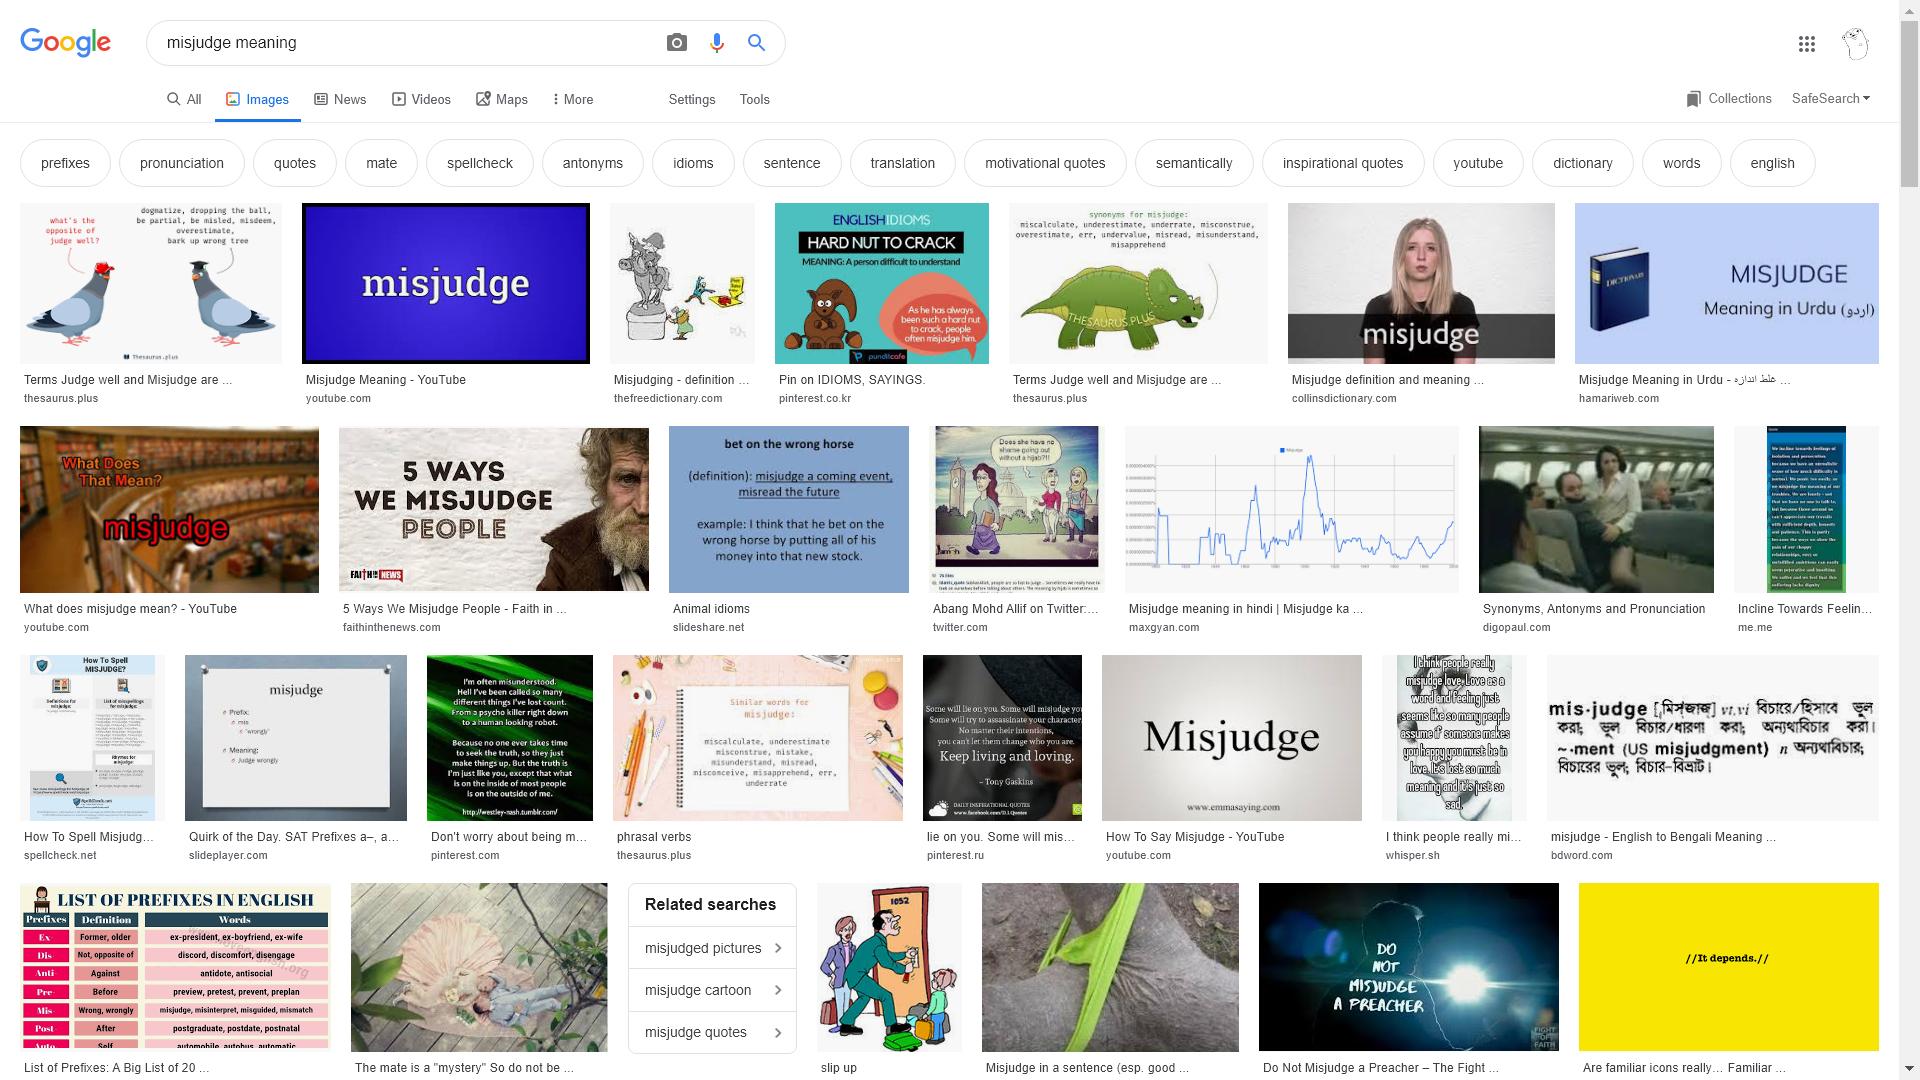 Google
misjudge meaning
All
Images
News
Videos
Maps
More
Settings
Tools
Collections
SafeSearch
prefixes
pronunciation
quotes
mate
spellcheck
antonyms
idioms
sentence
translation
motivational quotes
semantically
inspirational quotes
youtube
dictionary
words
english
what's the
opposite of
judge well?
dogmatize, dropping the ball,
be partial, be misled, misdeem,
overestimate,
bark up wrong tree
Thesaurus.plus
Terms Judge well and Misjudge are ...
thesaurus.plus
misjudge
Misjudge Meaning - YouTube
youtube.com
Misjudging - definition ...
thefreedictionary.com
ENGLISH IDIOMS
HARD NUT TO CRACK
MEANING: A person difficult to understand
As he has always
been such a hard nut
to crack, people
often misjudge him.
punditcafe
Pin on IDIOMS, SAYINGS.
pinterest.co.kr
synonyms for misjudge:
miscalculate, underestimate, underrate, misconstrue,
overestimate, err, undervalue, misread, misunderstand,
misapprehend
THESAURUS.PLUS
Terms Judge well and Misjudge are ...
thesaurus.plus
misjudge
Misjudge definition and meaning ...
collinsdictionary.com
DICTIONARY
MISJUDGE
Meaning in Urdu (اردو)
Misjudge Meaning in Urdu - غلط اندازہ ...
hamariweb.com
What Does
That Mean?
misjudge
What does misjudge mean? - YouTube
youtube.com
5 WAYS
WE MISJUDGE
PEOPLE
FAITH IN THE NEWS
5 Ways We Misjudge People - Faith in ...
faithinthenews.com
bet on the wrong horse
(definition): misjudge a coming event,
misread the future
example: I think that he bet on the
wrong horse by putting all of his
money into that new stock.
Animal idioms
slideshare.net
Does she have no
shame going out
without a hijab?!!
Abang Mohd Allif on Twitter:...
twitter.com
Misjudge
Misjudge meaning in hindi | Misjudge ka ...
maxgyan.com
Synonyms, Antonyms and Pronunciation
digopaul.com
Incline Towards Feelin...
me.me
How To Spell
MISJUDGE?
Definitions for
misjudge:
List of misspellings
for misjudge:
Rhymes for
misjudge:
How To Spell Misjudg...
spellcheck.net
misjudge
Prefix:
mis
"wrongly"
Meaning:
Judge wrongly
Quirk of the Day. SAT Prefixes a–, a...
slideplayer.com
I'm often misunderstood.
Hell I've been called so many
different things I've lost count.
From a psycho killer right down
to a human looking robot.
Because no one ever takes time
to seek the truth, so they just
make things up. But the truth is
I'm just like you, except that what
is on the inside of most people
is on the outside of me.
http://westley-nash.tumblr.com/
Don't worry about being m...
pinterest.com
Similar words for
misjudge:
miscalculate, underestimate
misconstrue, mistake,
misunderstand, misread,
misconceive, misapprehend, err,
underrate
phrasal verbs
thesaurus.plus
Some will lie on you. Some will misjudge you
Some will try to assassinate your character.
No matter their intentions,
you can't let them change who you are.
Keep living and loving.
~ Tony Gaskins
DAILY INSPIRATIONAL QUOTES
www.facebook.com/D.I.Quotes
lie on you. Some will mis...
pinterest.ru
Misjudge
www.emmasaying.com
How To Say Misjudge - YouTube
youtube.com
I think people really
misjudge love. Love as a
word and feeling just
seems like so many people
assume if someone makes
you happy you must be in
love. It's lost so much
meaning and it's just so
sad.
I think people really mi...
whisper.sh
mis·judge [মিস্‌জাজ্] vt,vi বিচারে/হিসাবে ভুল
করা; ভুল বিচার/ধারণা করা; অন্যথাবিচার করা।
~·ment (US misjudgment) n অন্যথাবিচার;
বিচারের ভুল; বিচার-বিভ্রাট।
misjudge - English to Bengali Meaning ...
bdword.com
LIST OF PREFIXES IN ENGLISH
Prefixes Definition Words
Ex- Former, older ex-president, ex-boyfriend, ex-wife
Dis- Not, opposite of discord, discomfort, disengage
Anti- Against antidote, antisocial
Pre- Before preview, pretest, prevent, preplan
Mis- Wrong, wrongly misjudge, misinterpret, misguided, mismatch
Post- After postgraduate, postdate, postnatal
Auto- Self automobile, autobus, automatic
List of Prefixes: A Big List of 20 ...
The mate is a "mystery" So do not be ...
Related searches
misjudged pictures
misjudge cartoon
misjudge quotes
1052
slip up
Misjudge in a sentence (esp. good ...
DO
NOT
MISJUDGE
A PREACHER
FIGHT
OF
FAITH
Do Not Misjudge a Preacher – The Fight ...
//It depends.//
Are familiar icons really... Familiar ...